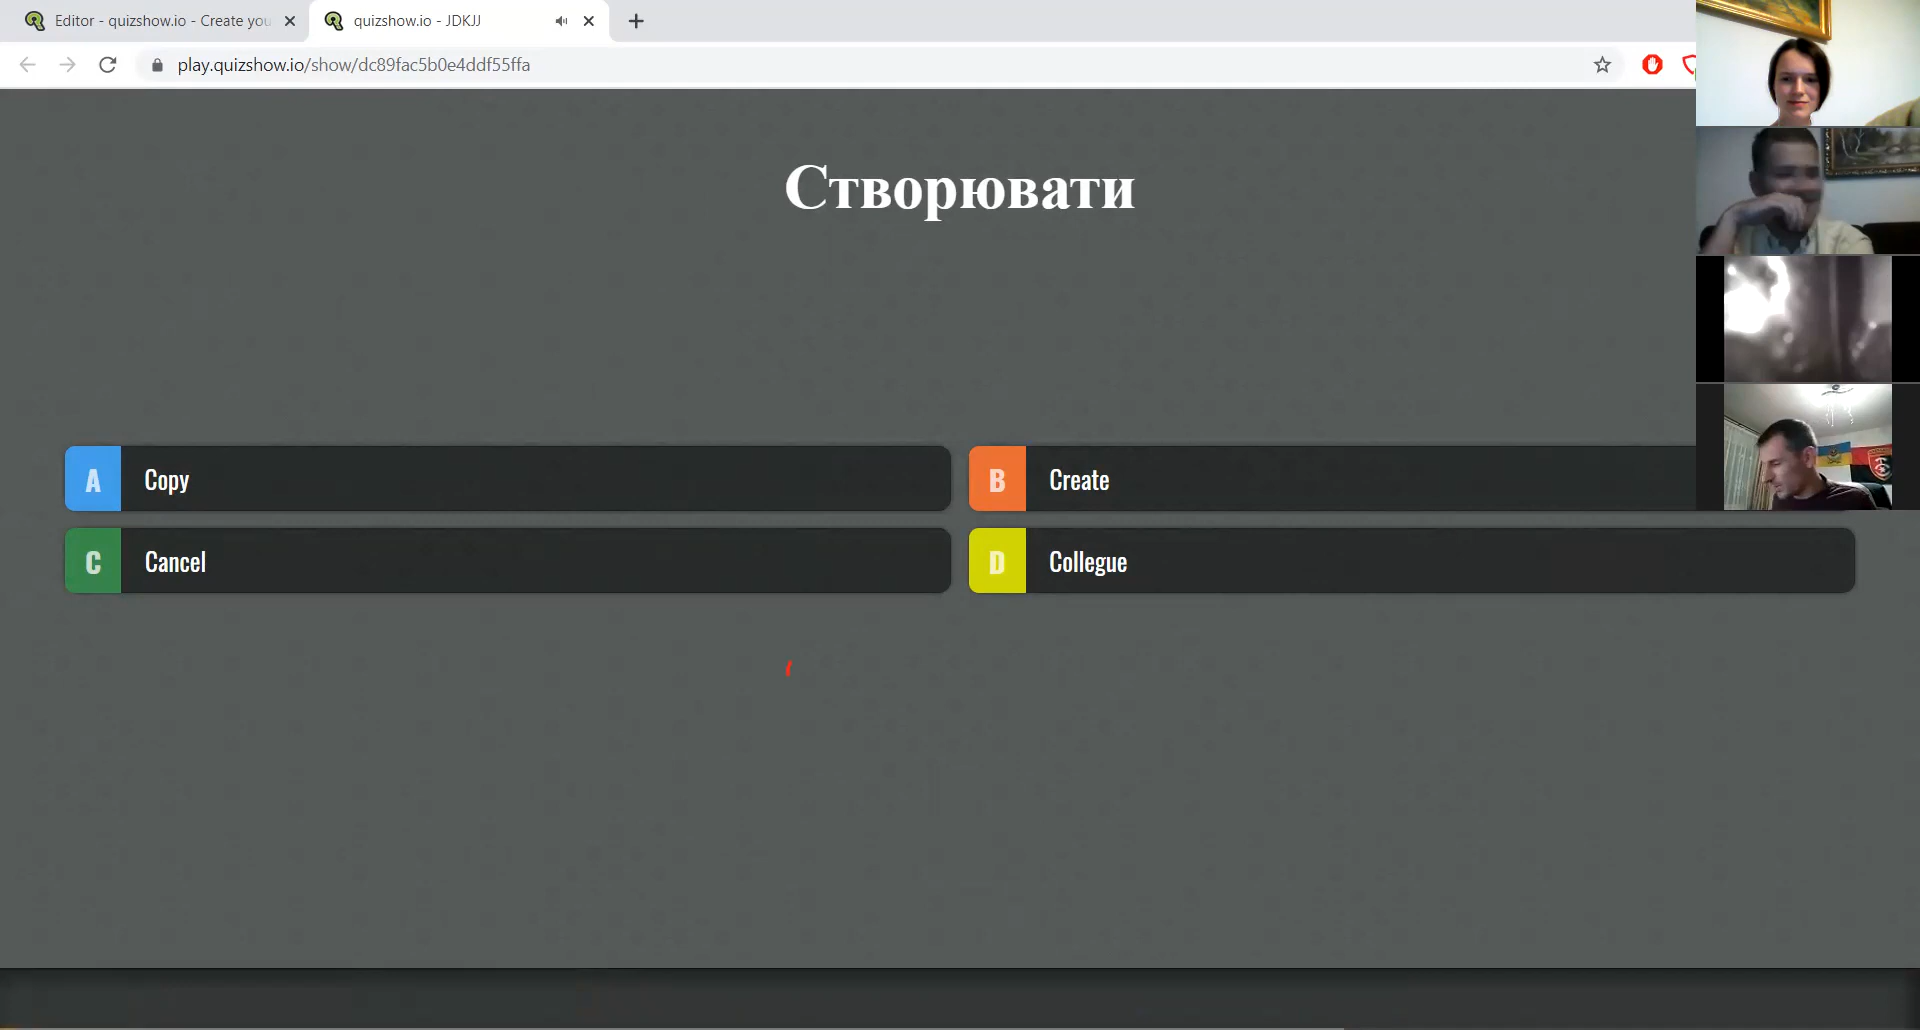 Editor - quizshow.io - Create you
quizshow.io - JDKJJ
play.quizshow.io/show/dc89fac5b0e4ddf55ffa
Створювати
A Copy
B Create
C Cancel
D Collegue